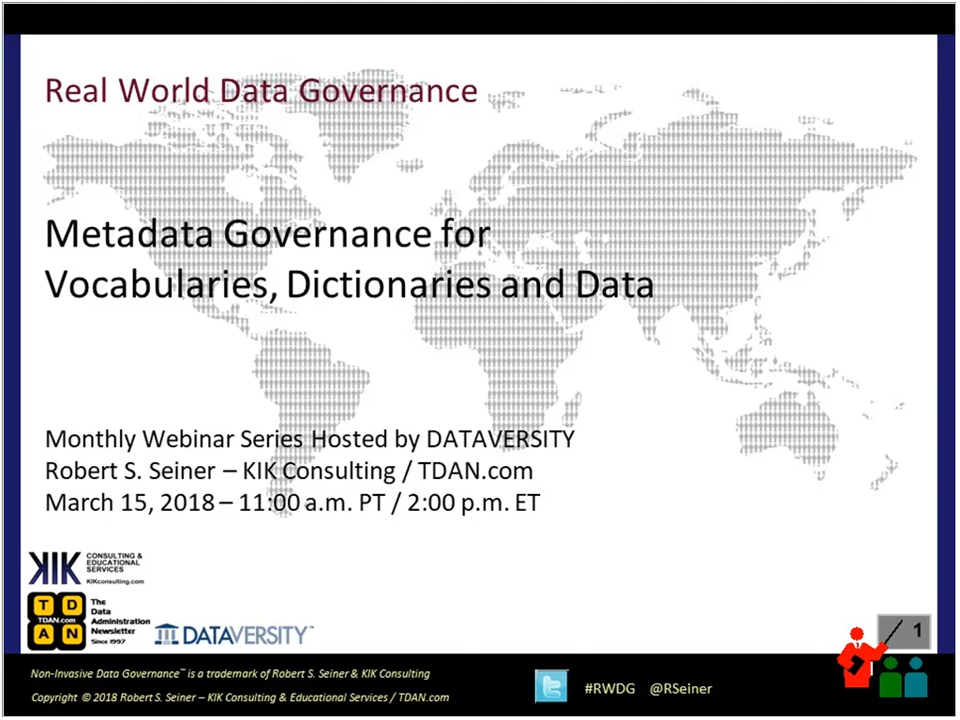 Real World Data Governance
Metadata Governance for
Vocabularies, Dictionaries and Data
Monthly Webinar Series Hosted by DATAVERSITY
Robert S. Seiner – KIK Consulting / TDAN.com
March 15, 2018 – 11:00 a.m. PT / 2:00 p.m. ET
KIK CONSULTING &
EDUCATIONAL
SERVICES
KIKconsulting.com
T D
TDAN.com
A N
The
Data
Administration
Newsletter
Since 1997
DATAVERSITY™
1
Non-Invasive Data Governance™ is a trademark of Robert S. Seiner & KIK Consulting
Copyright © 2018 Robert S. Seiner – KIK Consulting & Educational Services / TDAN.com
#RWDG @RSeiner